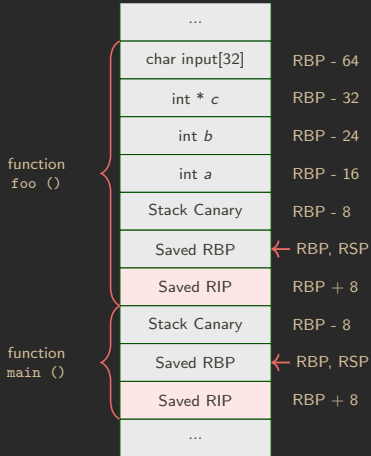 ...
char input[32] RBP - 64
int * c RBP - 32
int b RBP - 24
function
foo ()
int a RBP - 16
Stack Canary RBP - 8
Saved RBP RBP, RSP
Saved RIP RBP + 8
Stack Canary RBP - 8
function
main ()
Saved RBP RBP, RSP
Saved RIP RBP + 8
...